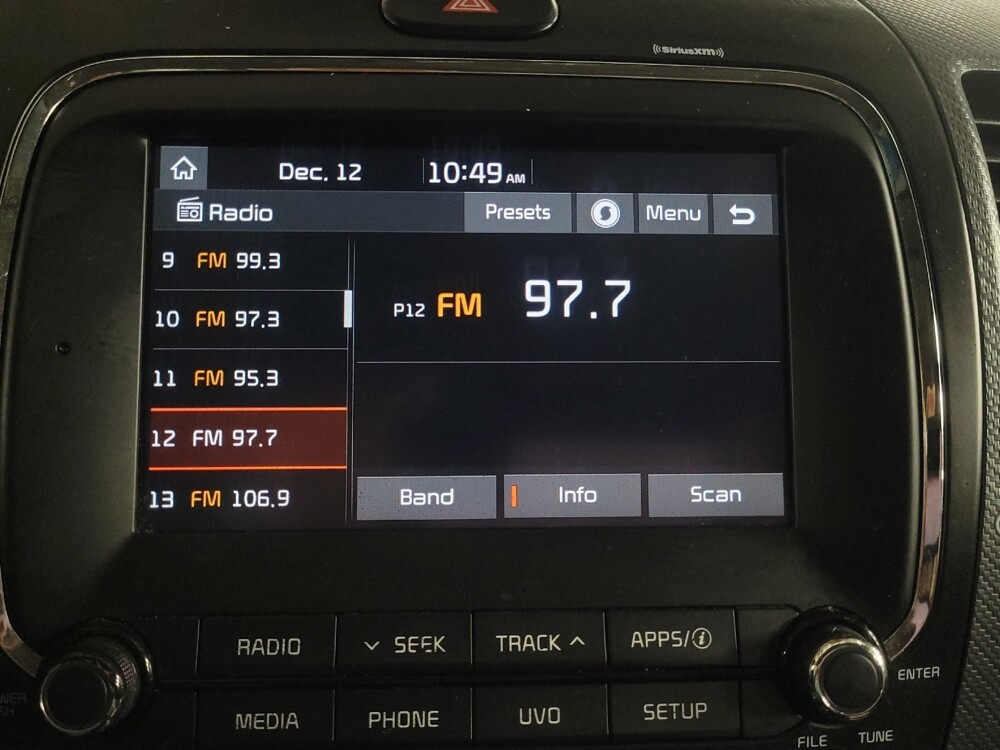 ((SiriusXM))
Dec. 12 10:49 AM
Radio Presets Menu
9 FM 99.3
10 FM 97.3
11 FM 95.3
12 FM 97.7
13 FM 106.9
P12 FM 97.7
Band Info Scan
RADIO SEEK TRACK APPS/i
ENTER
MEDIA PHONE UVO SETUP
FILE TUNE